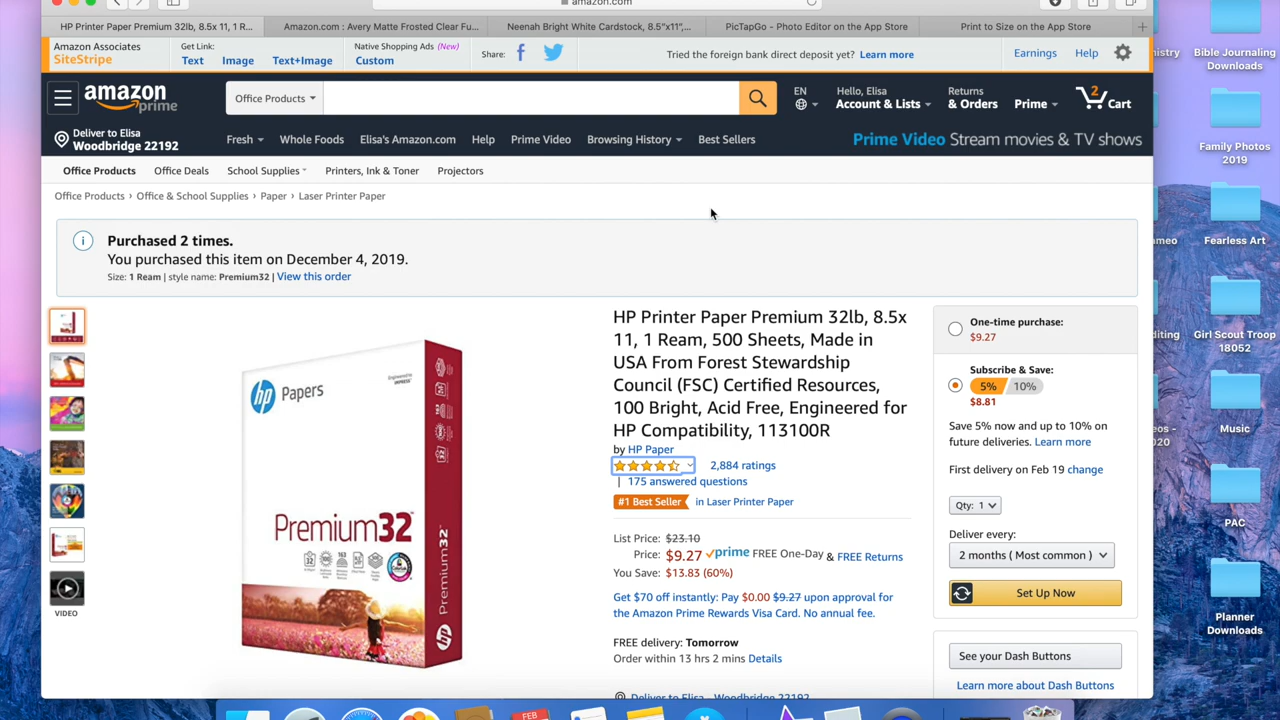 amazon.com
HP Printer Paper Premium 32lb, 8.5x 11, 1 R...
Amazon.com : Avery Matte Frosted Clear Fu...
Neenah Bright White Cardstock, 8.5"x11",...
PicTapGo - Photo Editor on the App Store
Print to Size on the App Store
Amazon Associates
SiteStripe
Get Link:
Text Image Text+Image
Native Shopping Ads (New)
Custom
Share:
Tried the foreign bank direct deposit yet? Learn more
Earnings Help
amazon
prime
Office Products
EN
Hello, Elisa
Account & Lists
Returns
& Orders
Prime
2
Cart
Deliver to Elisa
Woodbridge 22192
Fresh Whole Foods Elisa's Amazon.com Help Prime Video Browsing History Best Sellers
Prime Video Stream movies & TV shows
Office Products Office Deals School Supplies Printers, Ink & Toner Projectors
Office Products › Office & School Supplies › Paper › Laser Printer Paper
Purchased 2 times.
You purchased this item on December 4, 2019.
Size: 1 Ream | style name: Premium32 | View this order
VIDEO
hp Papers
Premium32
Premium32
hp
HP Printer Paper Premium 32lb, 8.5x
11, 1 Ream, 500 Sheets, Made in
USA From Forest Stewardship
Council (FSC) Certified Resources,
100 Bright, Acid Free, Engineered for
HP Compatibility, 113100R
by HP Paper
2,884 ratings
| 175 answered questions
#1 Best Seller in Laser Printer Paper
List Price: $23.10
Price: $9.27 prime FREE One-Day & FREE Returns
You Save: $13.83 (60%)
Get $70 off instantly: Pay $0.00 $9.27 upon approval for
the Amazon Prime Rewards Visa Card. No annual fee.
FREE delivery: Tomorrow
Order within 13 hrs 2 mins Details
Deliver to Elisa - Woodbridge 22192
One-time purchase:
$9.27
Subscribe & Save:
5% 10%
$8.81
Save 5% now and up to 10% on
future deliveries. Learn more
First delivery on Feb 19 change
Qty: 1
Deliver every:
2 months ( Most common )
Set Up Now
See your Dash Buttons
Learn more about Dash Buttons
Bible Journaling
Downloads
Family Photos
2019
Fearless Art
Girl Scout Troop
18052
Music
PAC
Planner
Downloads
FEB